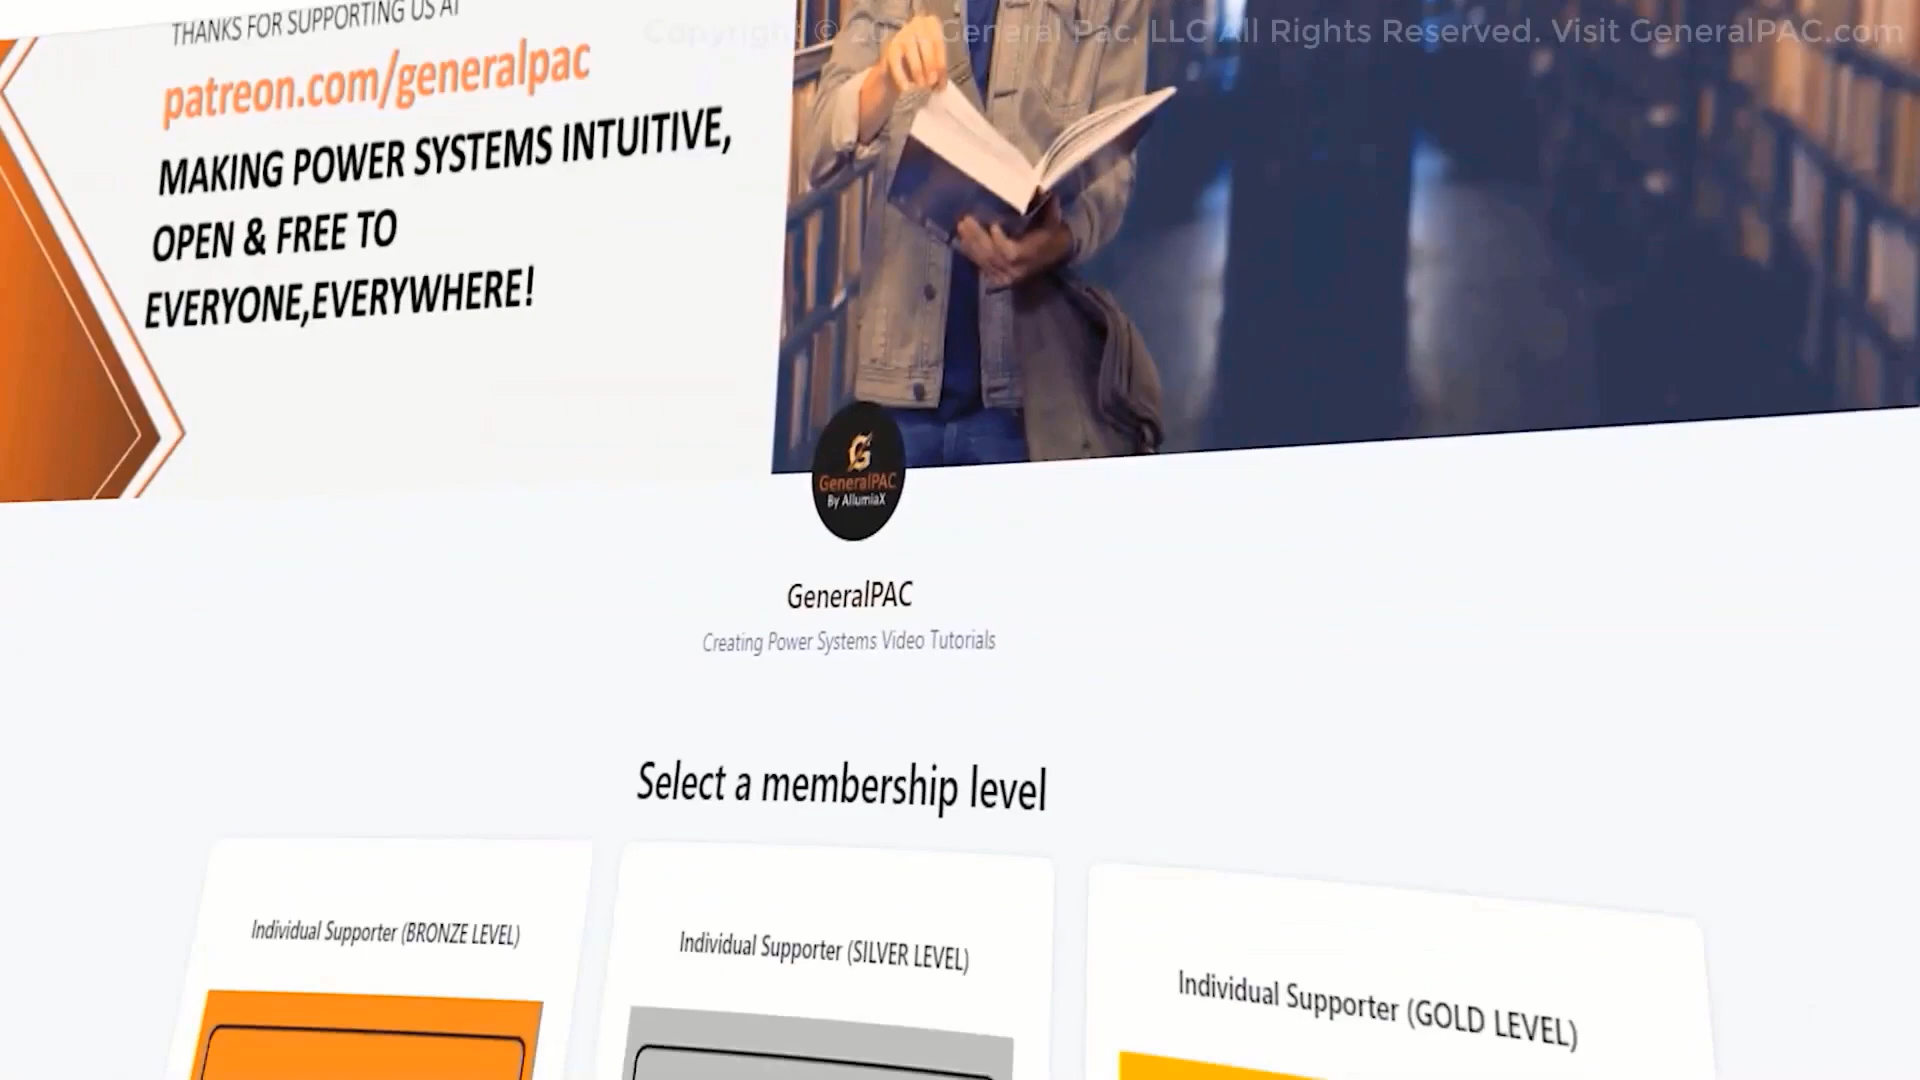 Copyright © General Pac, LLC All Rights Reserved. Visit GeneralPAC.com
THANKS FOR SUPPORTING US AT
patreon.com/generalpac
MAKING POWER SYSTEMS INTUITIVE,
OPEN & FREE TO
EVERYONE,EVERYWHERE!
G
GeneralPAC
By AllumiaX
GeneralPAC
Creating Power Systems Video Tutorials
Select a membership level
Individual Supporter (BRONZE LEVEL)
Individual Supporter (SILVER LEVEL)
Individual Supporter (GOLD LEVEL)